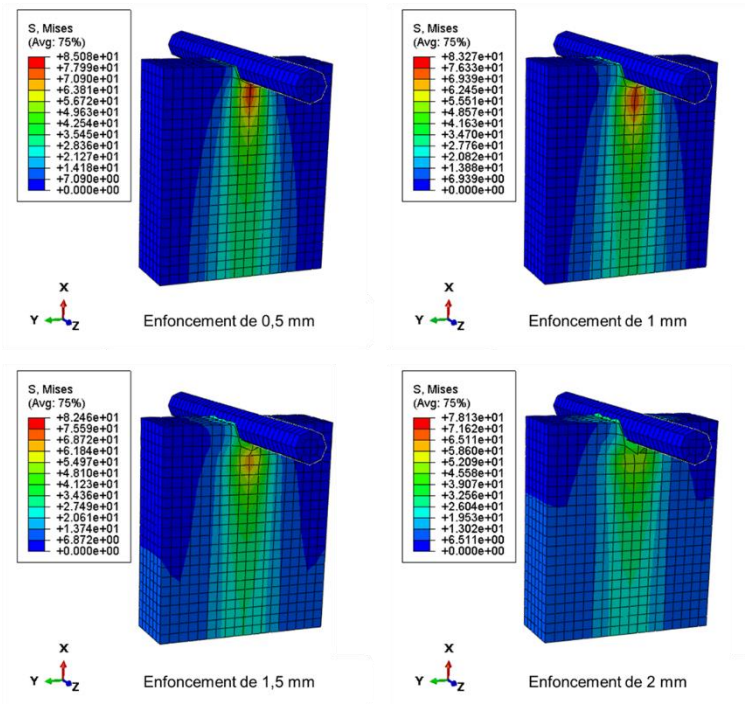 S, Mises
(Avg: 75%)
+8.508e+01
+7.799e+01
+7.090e+01
+6.381e+01
+5.672e+01
+4.963e+01
+4.254e+01
+3.545e+01
+2.836e+01
+2.127e+01
+1.418e+01
+7.090e+00
+0.000e+00
X
Y
Z
Enfoncement de 0,5 mm
S, Mises
(Avg: 75%)
+8.327e+01
+7.633e+01
+6.939e+01
+6.245e+01
+5.551e+01
+4.857e+01
+4.163e+01
+3.470e+01
+2.776e+01
+2.082e+01
+1.388e+01
+6.939e+00
+0.000e+00
X
Y
Z
Enfoncement de 1 mm
S, Mises
(Avg: 75%)
+8.246e+01
+7.559e+01
+6.872e+01
+6.184e+01
+5.497e+01
+4.810e+01
+4.123e+01
+3.436e+01
+2.749e+01
+2.061e+01
+1.374e+01
+6.872e+00
+0.000e+00
X
Y
Z
Enfoncement de 1,5 mm
S, Mises
(Avg: 75%)
+7.813e+01
+7.162e+01
+6.511e+01
+5.860e+01
+5.209e+01
+4.558e+01
+3.907e+01
+3.256e+01
+2.604e+01
+1.953e+01
+1.302e+01
+6.511e+00
+0.000e+00
X
Y
Z
Enfoncement de 2 mm